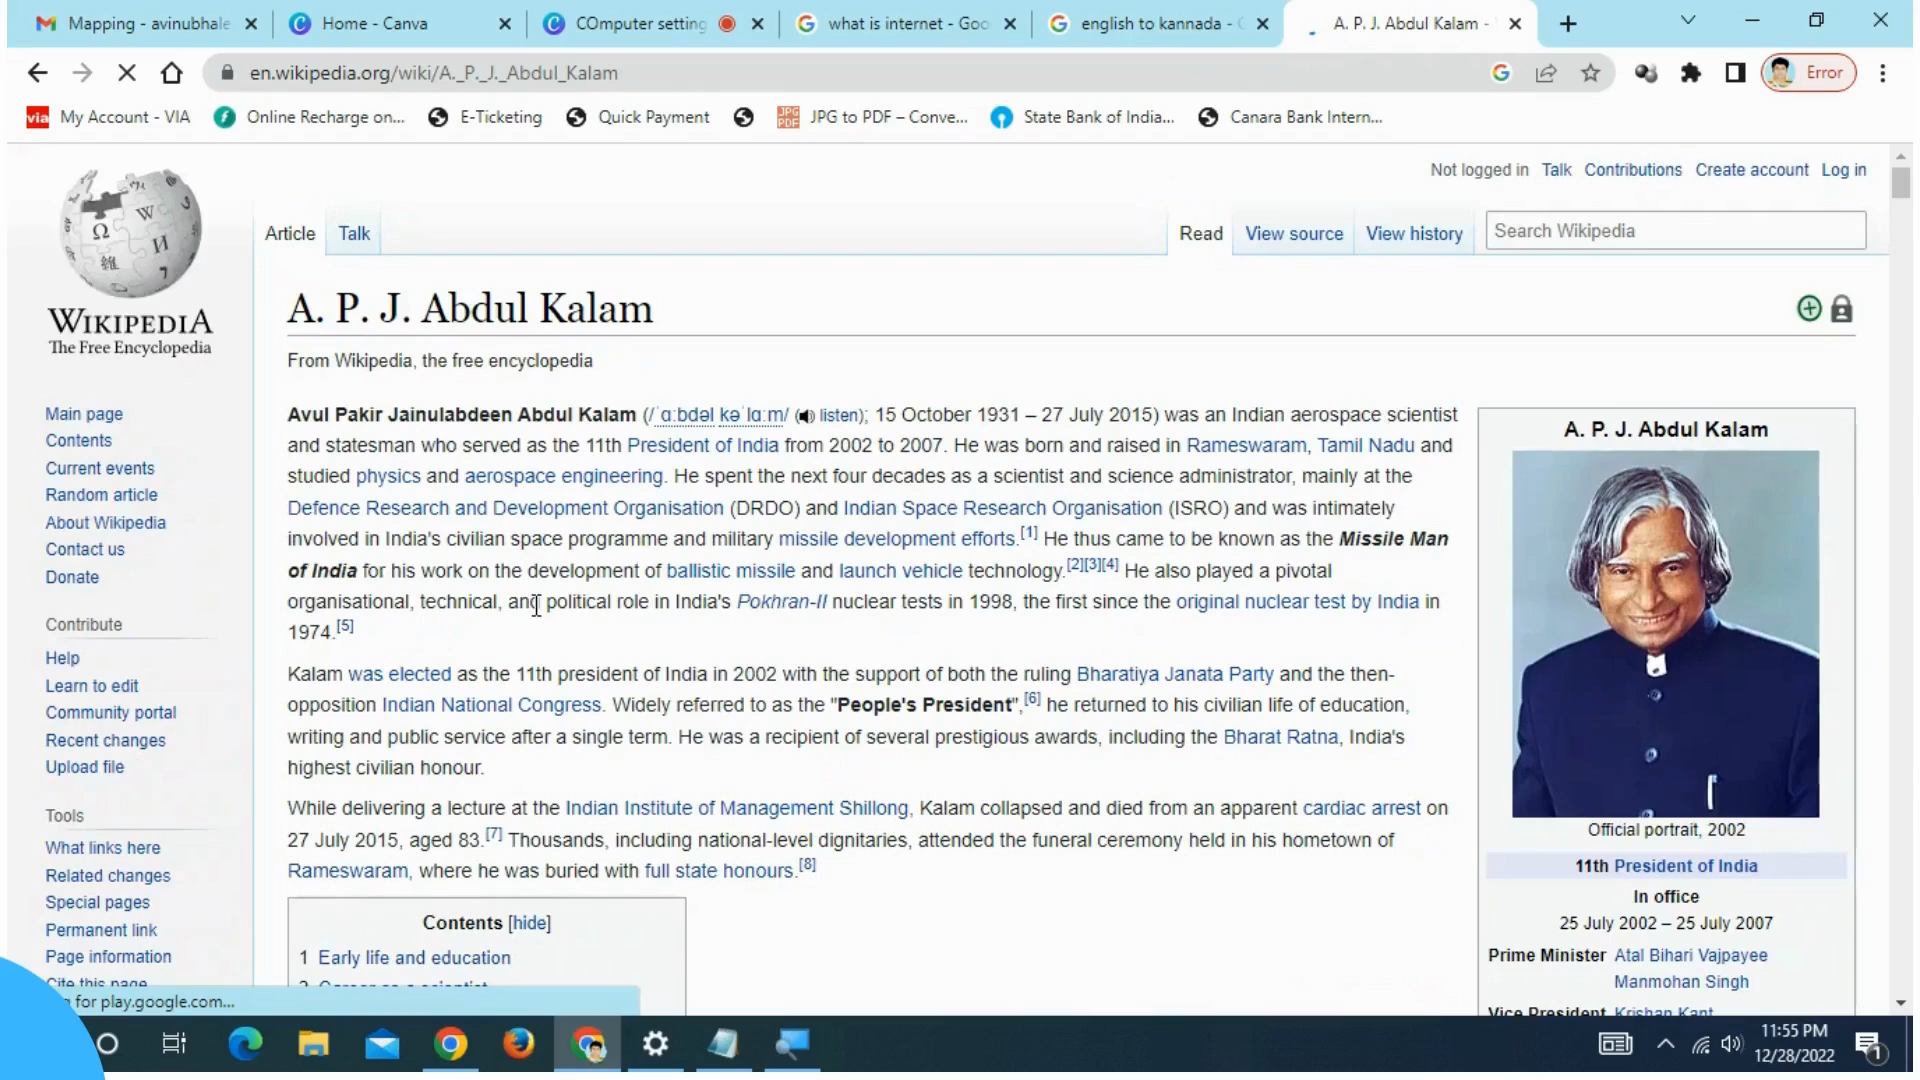 Mapping - avinubhale
Home - Canva
COmputer setting
what is internet - Goo
english to kannada - G
A. P. J. Abdul Kalam -
en.wikipedia.org/wiki/A._P._J._Abdul_Kalam
Error
via My Account - VIA
Online Recharge on...
E-Ticketing
Quick Payment
JPG PDF JPG to PDF – Conve...
State Bank of India...
Canara Bank Intern...
Not logged in Talk Contributions Create account Log in
Article Talk
Read View source View history Search Wikipedia
WIKIPEDIA
The Free Encyclopedia
A. P. J. Abdul Kalam
From Wikipedia, the free encyclopedia
Main page
Contents
Current events
Random article
About Wikipedia
Contact us
Donate
Contribute
Help
Learn to edit
Community portal
Recent changes
Upload file
Tools
What links here
Related changes
Special pages
Permanent link
Page information
Cite this page
Avul Pakir Jainulabdeen Abdul Kalam (/ˈɑːbdəl kəˈlɑːm/ (listen); 15 October 1931 – 27 July 2015) was an Indian aerospace scientist
and statesman who served as the 11th President of India from 2002 to 2007. He was born and raised in Rameswaram, Tamil Nadu and
studied physics and aerospace engineering. He spent the next four decades as a scientist and science administrator, mainly at the
Defence Research and Development Organisation (DRDO) and Indian Space Research Organisation (ISRO) and was intimately
involved in India's civilian space programme and military missile development efforts.[1] He thus came to be known as the Missile Man
of India for his work on the development of ballistic missile and launch vehicle technology.[2][3][4] He also played a pivotal
organisational, technical, and political role in India's Pokhran-II nuclear tests in 1998, the first since the original nuclear test by India in
1974.[5]
Kalam was elected as the 11th president of India in 2002 with the support of both the ruling Bharatiya Janata Party and the then-
opposition Indian National Congress. Widely referred to as the "People's President",[6] he returned to his civilian life of education,
writing and public service after a single term. He was a recipient of several prestigious awards, including the Bharat Ratna, India's
highest civilian honour.
While delivering a lecture at the Indian Institute of Management Shillong, Kalam collapsed and died from an apparent cardiac arrest on
27 July 2015, aged 83.[7] Thousands, including national-level dignitaries, attended the funeral ceremony held in his hometown of
Rameswaram, where he was buried with full state honours.[8]
Contents [hide]
1 Early life and education
2 Career as a scientist
A. P. J. Abdul Kalam
Official portrait, 2002
11th President of India
In office
25 July 2002 – 25 July 2007
Prime Minister Atal Bihari Vajpayee
Manmohan Singh
Vice President Krishan Kant
for play.google.com...
11:55 PM
12/28/2022
1